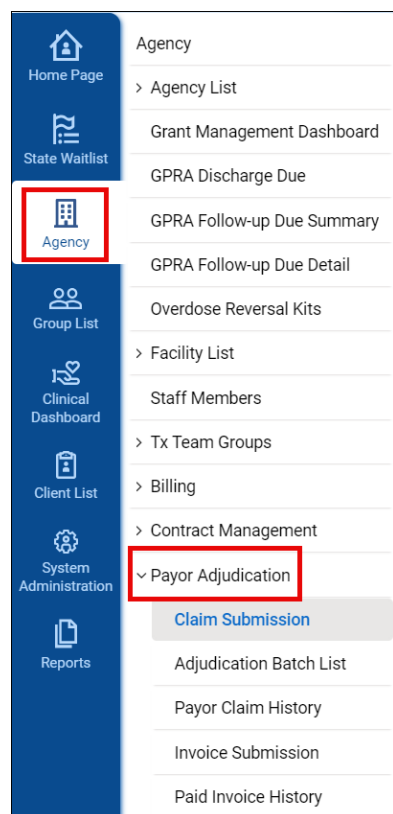 Home Page
State Waitlist
Agency
Group List
Clinical
Dashboard
Client List
System
Administration
Reports
Agency
Agency List
Grant Management Dashboard
GPRA Discharge Due
GPRA Follow-up Due Summary
GPRA Follow-up Due Detail
Overdose Reversal Kits
Facility List
Staff Members
Tx Team Groups
Billing
Contract Management
Payor Adjudication
Claim Submission
Adjudication Batch List
Payor Claim History
Invoice Submission
Paid Invoice History